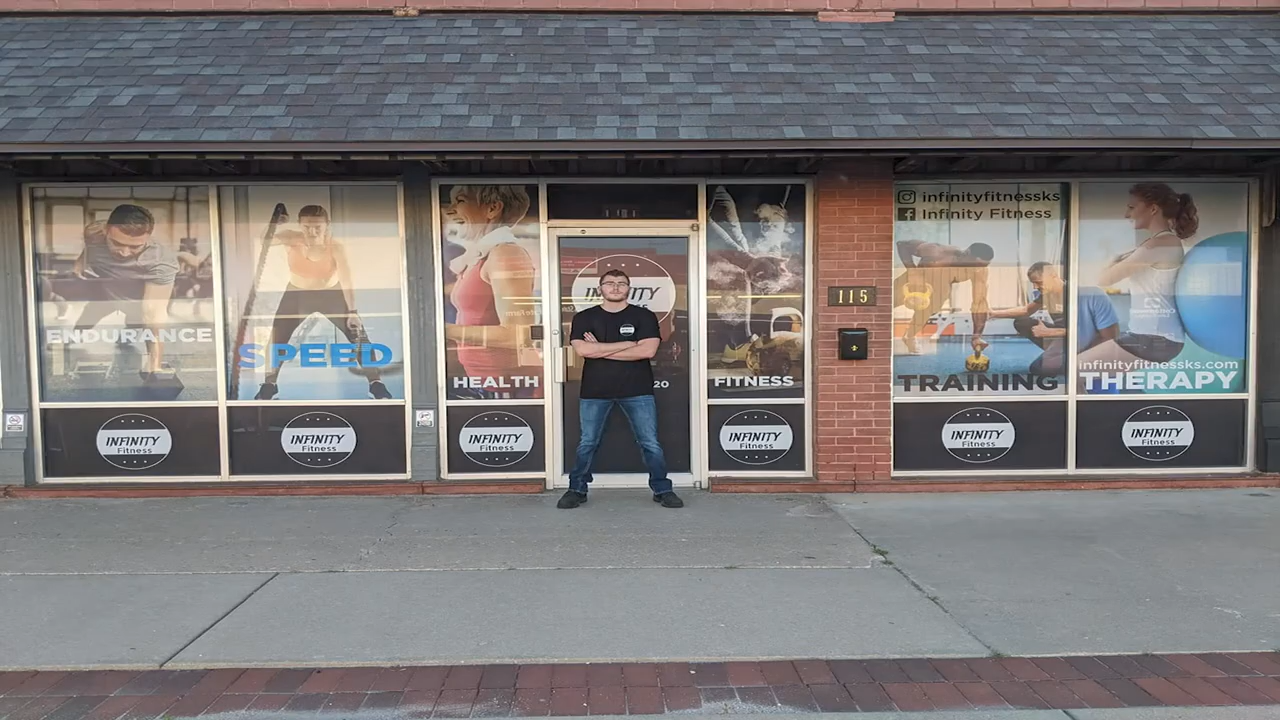 infinityfitnessks
Infinity Fitness
INFINITY
115
ENDURANCE
SPEED
HEALTH
20
FITNESS
TRAINING
infinityfitnessks.com
THERAPY
INFINITY
Fitness
INFINITY
Fitness
INFINITY
Fitness
INFINITY
Fitness
INFINITY
Fitness
INFINITY
Fitness